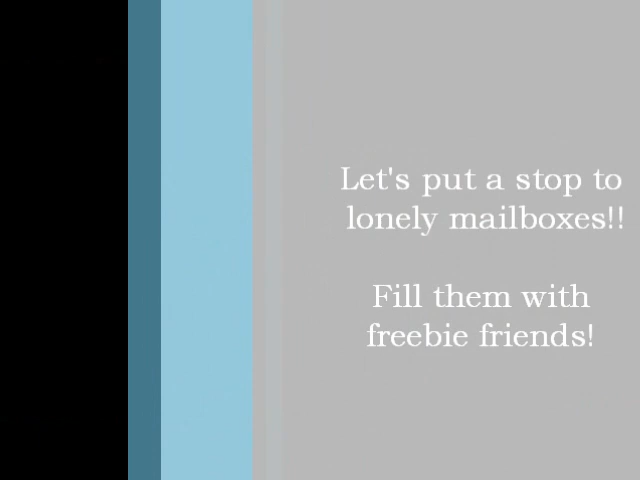 Let's put a stop to
lonely mailboxes!!
Fill them with
freebie friends!